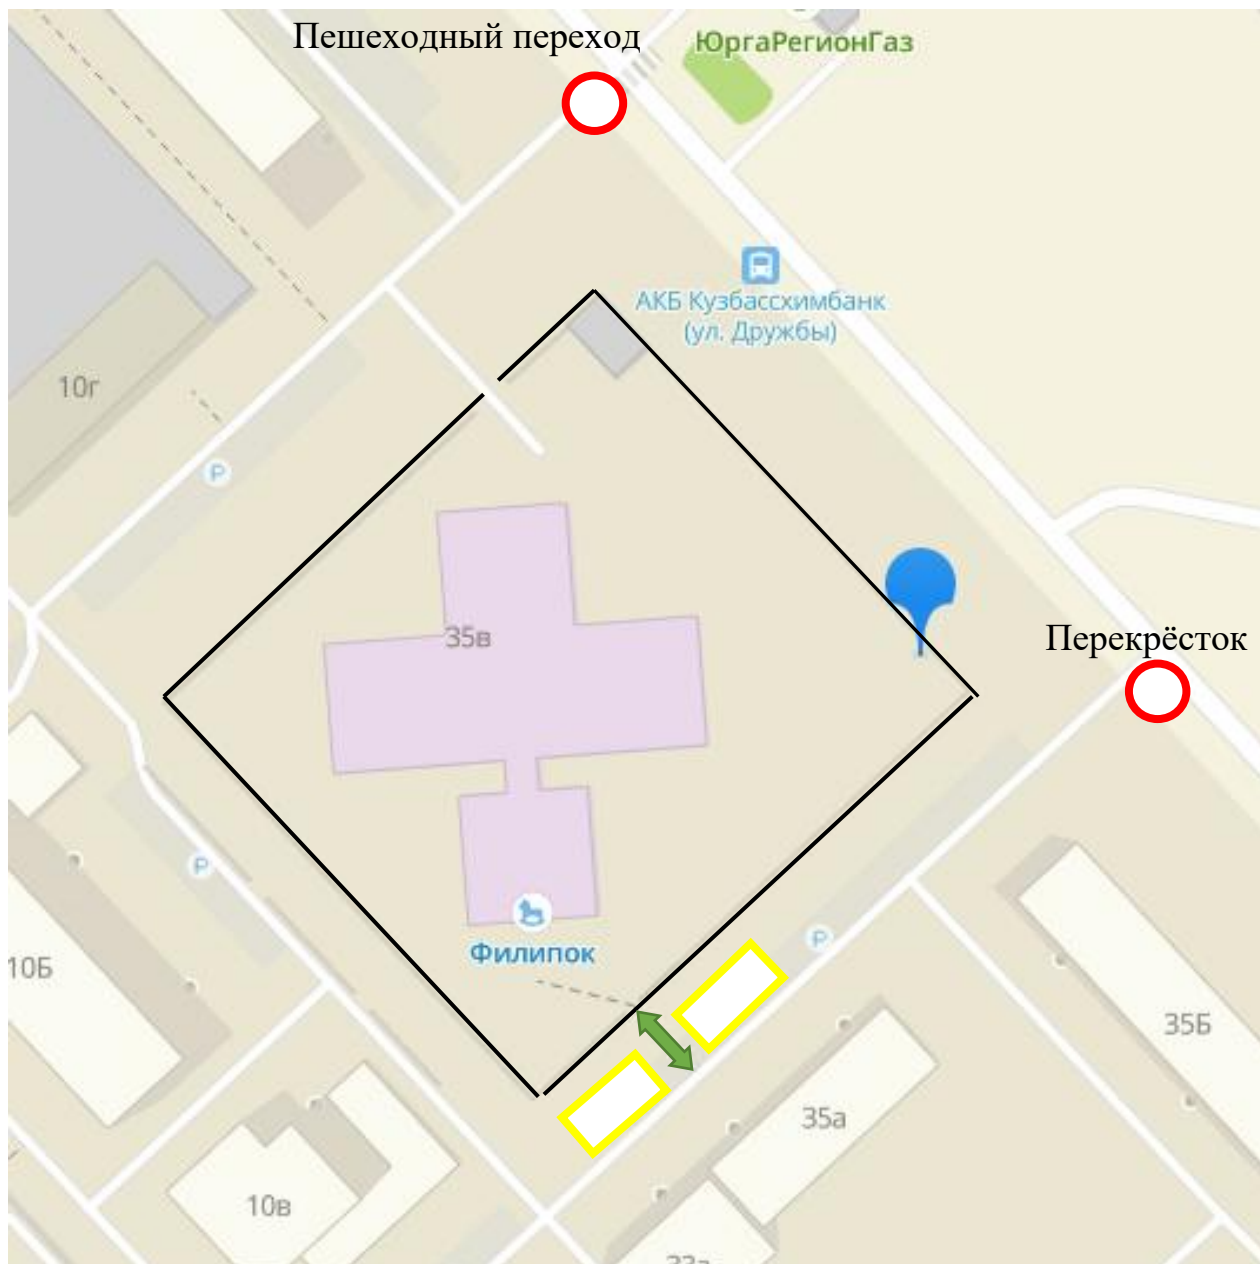 Пешеходный переход
ЮргаРегионГаз
АКБ Кузбассхимбанк
(ул. Дружбы)
10г
P
35в
Перекрёсток
P
Филипок
P
10Б
35Б
35а
10в